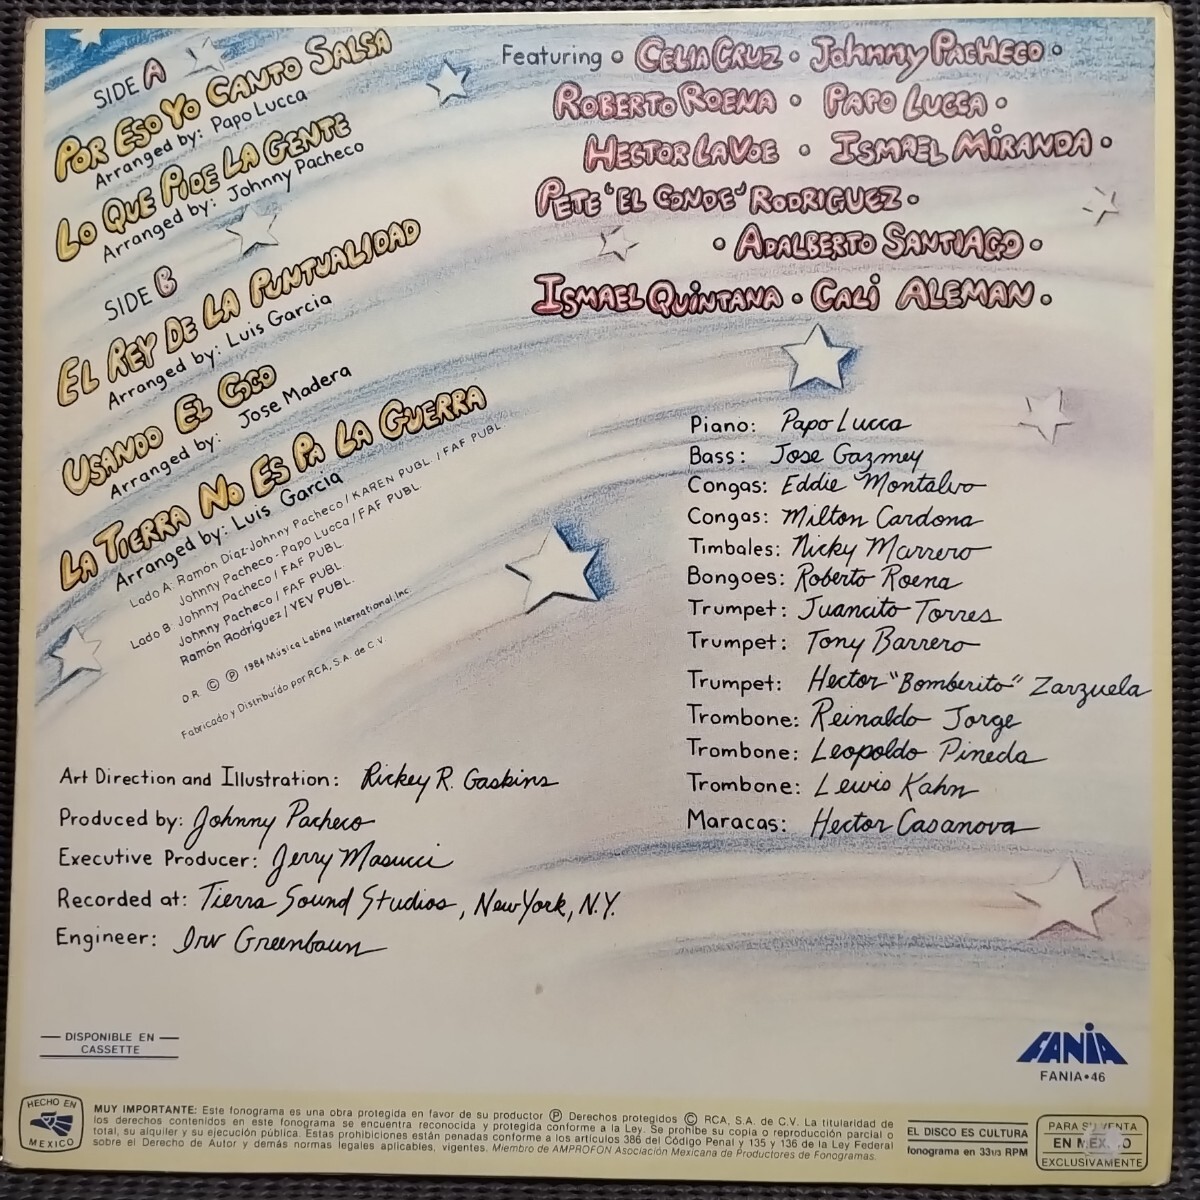 SIDE A
POR ESO YO CANTO SALSA
Arranged by: Papo Lucca
LO QUE PIDE LA GENTE
Arranged by: Johnny Pacheco
SIDE B
EL REY DE LA PUNTUALIDAD
Arranged by: Luis Garcia
USANDO EL COCO
Arranged by: Jose Madera
LA TIERRA NO ES PA LA GUERRA
Arranged by: Luis Garcia
Lado A: Ramón Díaz-Johnny Pacheco / KAREN PUBL. / FAF PUBL.
Johnny Pacheco - Papo Lucca / FAF PUBL.
Lado B: Johnny Pacheco / FAF PUBL.
Johnny Pacheco / FAF PUBL.
Ramón Rodríguez / VEV PUBL.
D.R. © ℗ 1984 Música Latina International, Inc.
Fabricado y Distribuido por RCA, S.A. de C.V
Featuring • CELIA CRUZ • JOHNNY PACHECO •
ROBERTO ROENA • PAPO LUCCA •
HECTOR LAVOE • ISMAEL MIRANDA •
PETE 'EL CONDE' RODRIGUEZ •
• ADALBERTO SANTIAGO •
ISMAEL QUINTANA • CALI ALEMAN •
Piano: Papo Lucca
Bass: Jose Gazmey
Congas: Eddie Montalvo
Congas: Milton Cardona
Timbales: Nicky Marrero
Bongoes: Roberto Roena
Trumpet: Juancito Torres
Trumpet: Tony Barrero
Trumpet: Hector "Bomberito" Zarzuela
Trombone: Reinaldo Jorge
Trombone: Leopoldo Pineda
Trombone: Lewis Kahn
Maracas: Hector Casanova
Art Direction and Illustration: Rickey R. Gaskins
Produced by: Johnny Pacheco
Executive Producer: Jerry Masucci
Recorded at: Tierra Sound Studios, New York, N.Y.
Engineer: Irv Greenbaun
DISPONIBLE EN
CASSETTE
FANIA
FANIA•46
HECHO EN
MEXICO
MUY IMPORTANTE: Este fonograma es una obra protegida en favor de su productor ℗ Derechos protegidos © RCA, S.A. de C.V. La titularidad de
los derechos contenidos en este fonograma se encuentra reconocida y protegida conforme a la Ley. Se prohibe su copia o reproducción parcial o
total, su alquiler y su ejecución pública. Estas prohibiciones están penadas conforme a los artículos 386 del Código Penal y 135 y 136 de la Ley Federal
sobre el Derecho de Autor y demás normas legales aplicables, vigentes. Miembro de AMPROFON Asociación Mexicana de Productores de Fonogramas.
EL DISCO ES CULTURA
fonograma en 33 1/3 RPM
PARA SU VENTA
EN MEXICO
EXCLUSIVAMENTE